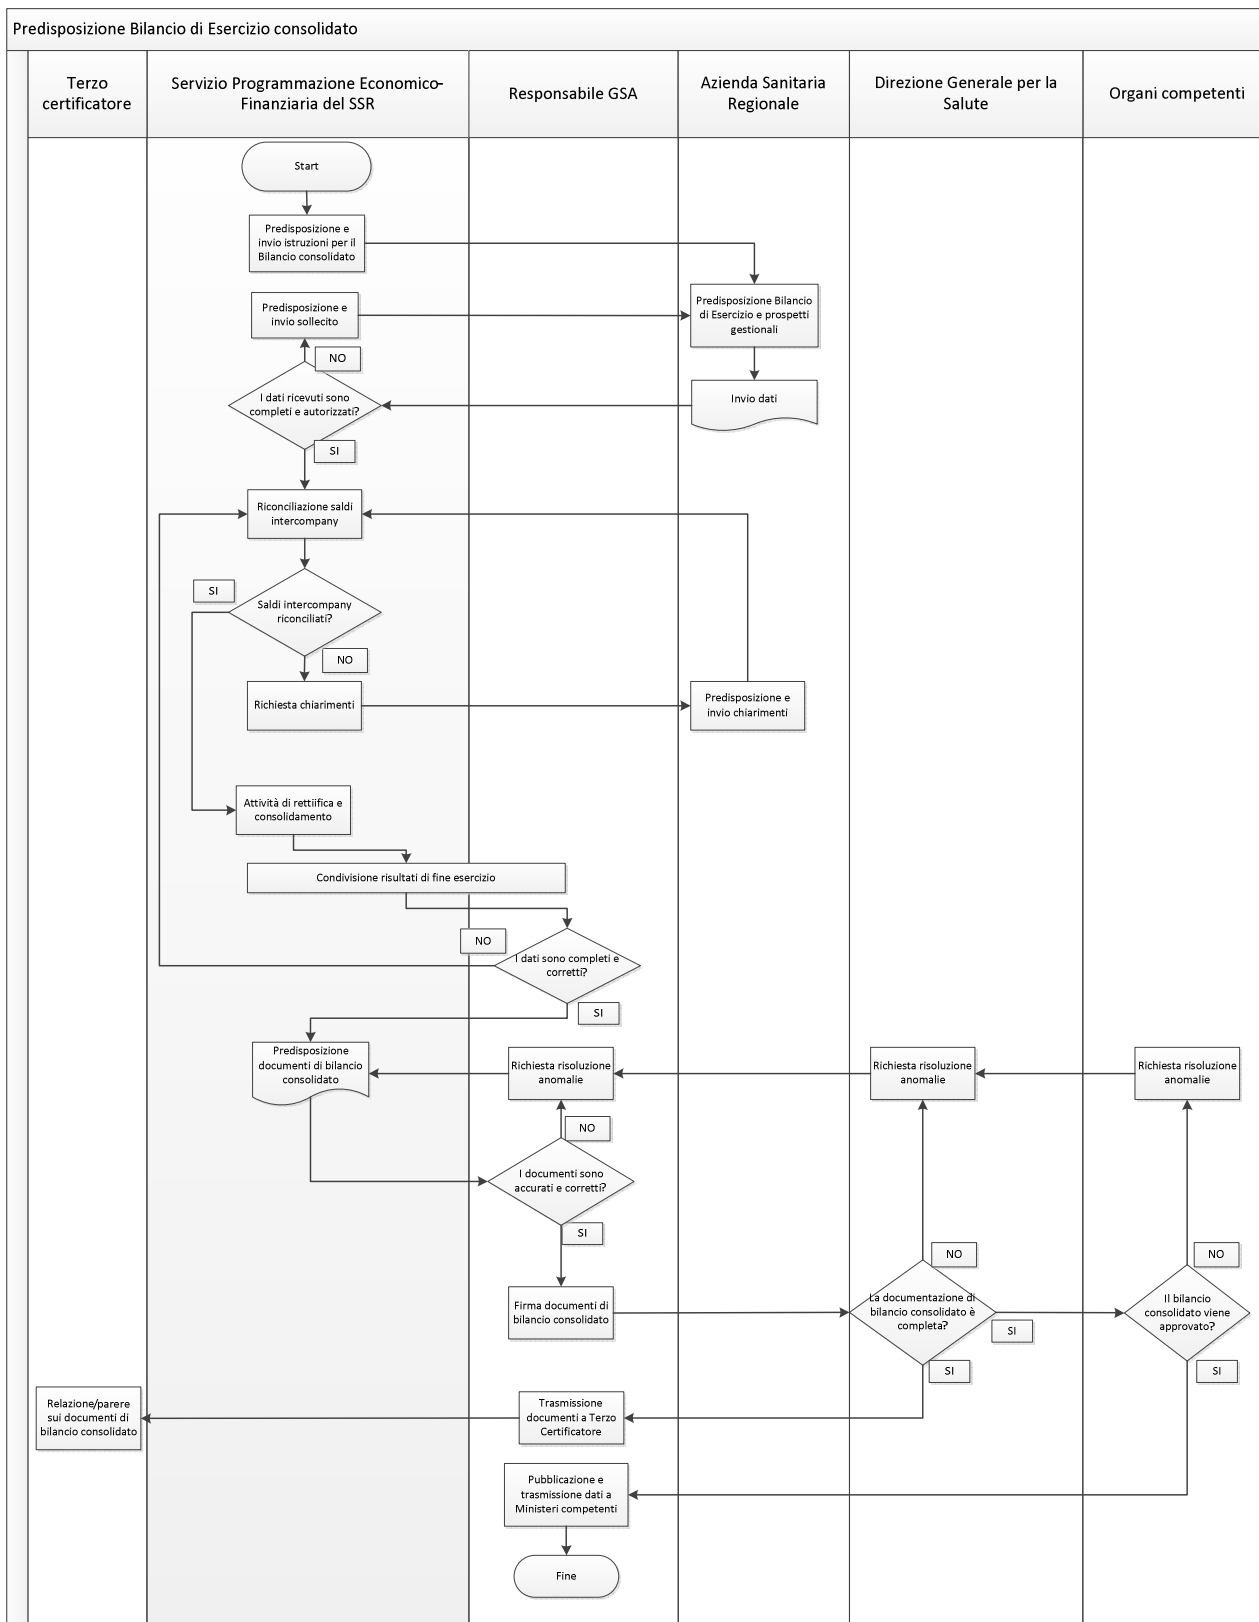 Predisposizione Bilancio di Esercizio consolidato
Terzo
certificatore
Servizio Programmazione Economico-
Finanziaria del SSR
Responsabile GSA
Azienda Sanitaria
Regionale
Direzione Generale per la
Salute
Organi competenti
Start
Predisposizione e
invio istruzioni per il
Bilancio consolidato
Predisposizione e
invio sollecito
Predisposizione Bilancio
di Esercizio e prospetti
gestionali
NO
I dati ricevuti sono
completi e autorizzati?
Invio dati
SI
Riconciliazione saldi
intercompany
SI
Saldi intercompany
riconciliati?
NO
Richiesta chiarimenti
Predisposizione e
invio chiarimenti
Attività di rettiifica e
consolidamento
Condivisione risultati di fine esercizio
NO
I dati sono completi e
corretti?
SI
Predisposizione
documenti di bilancio
consolidato
Richiesta risoluzione
anomalie
Richiesta risoluzione
anomalie
Richiesta risoluzione
anomalie
NO
I documenti sono
accurati e corretti?
SI
NO
NO
Firma documenti di
bilancio consolidato
La documentazione di
bilancio consolidato è
completa?
SI
Il bilancio
consolidato viene
approvato?
SI
SI
Relazione/parere
sui documenti di
bilancio consolidato
Trasmissione
documenti a Terzo
Certificatore
Pubblicazione e
trasmissione dati a
Ministeri competenti
Fine